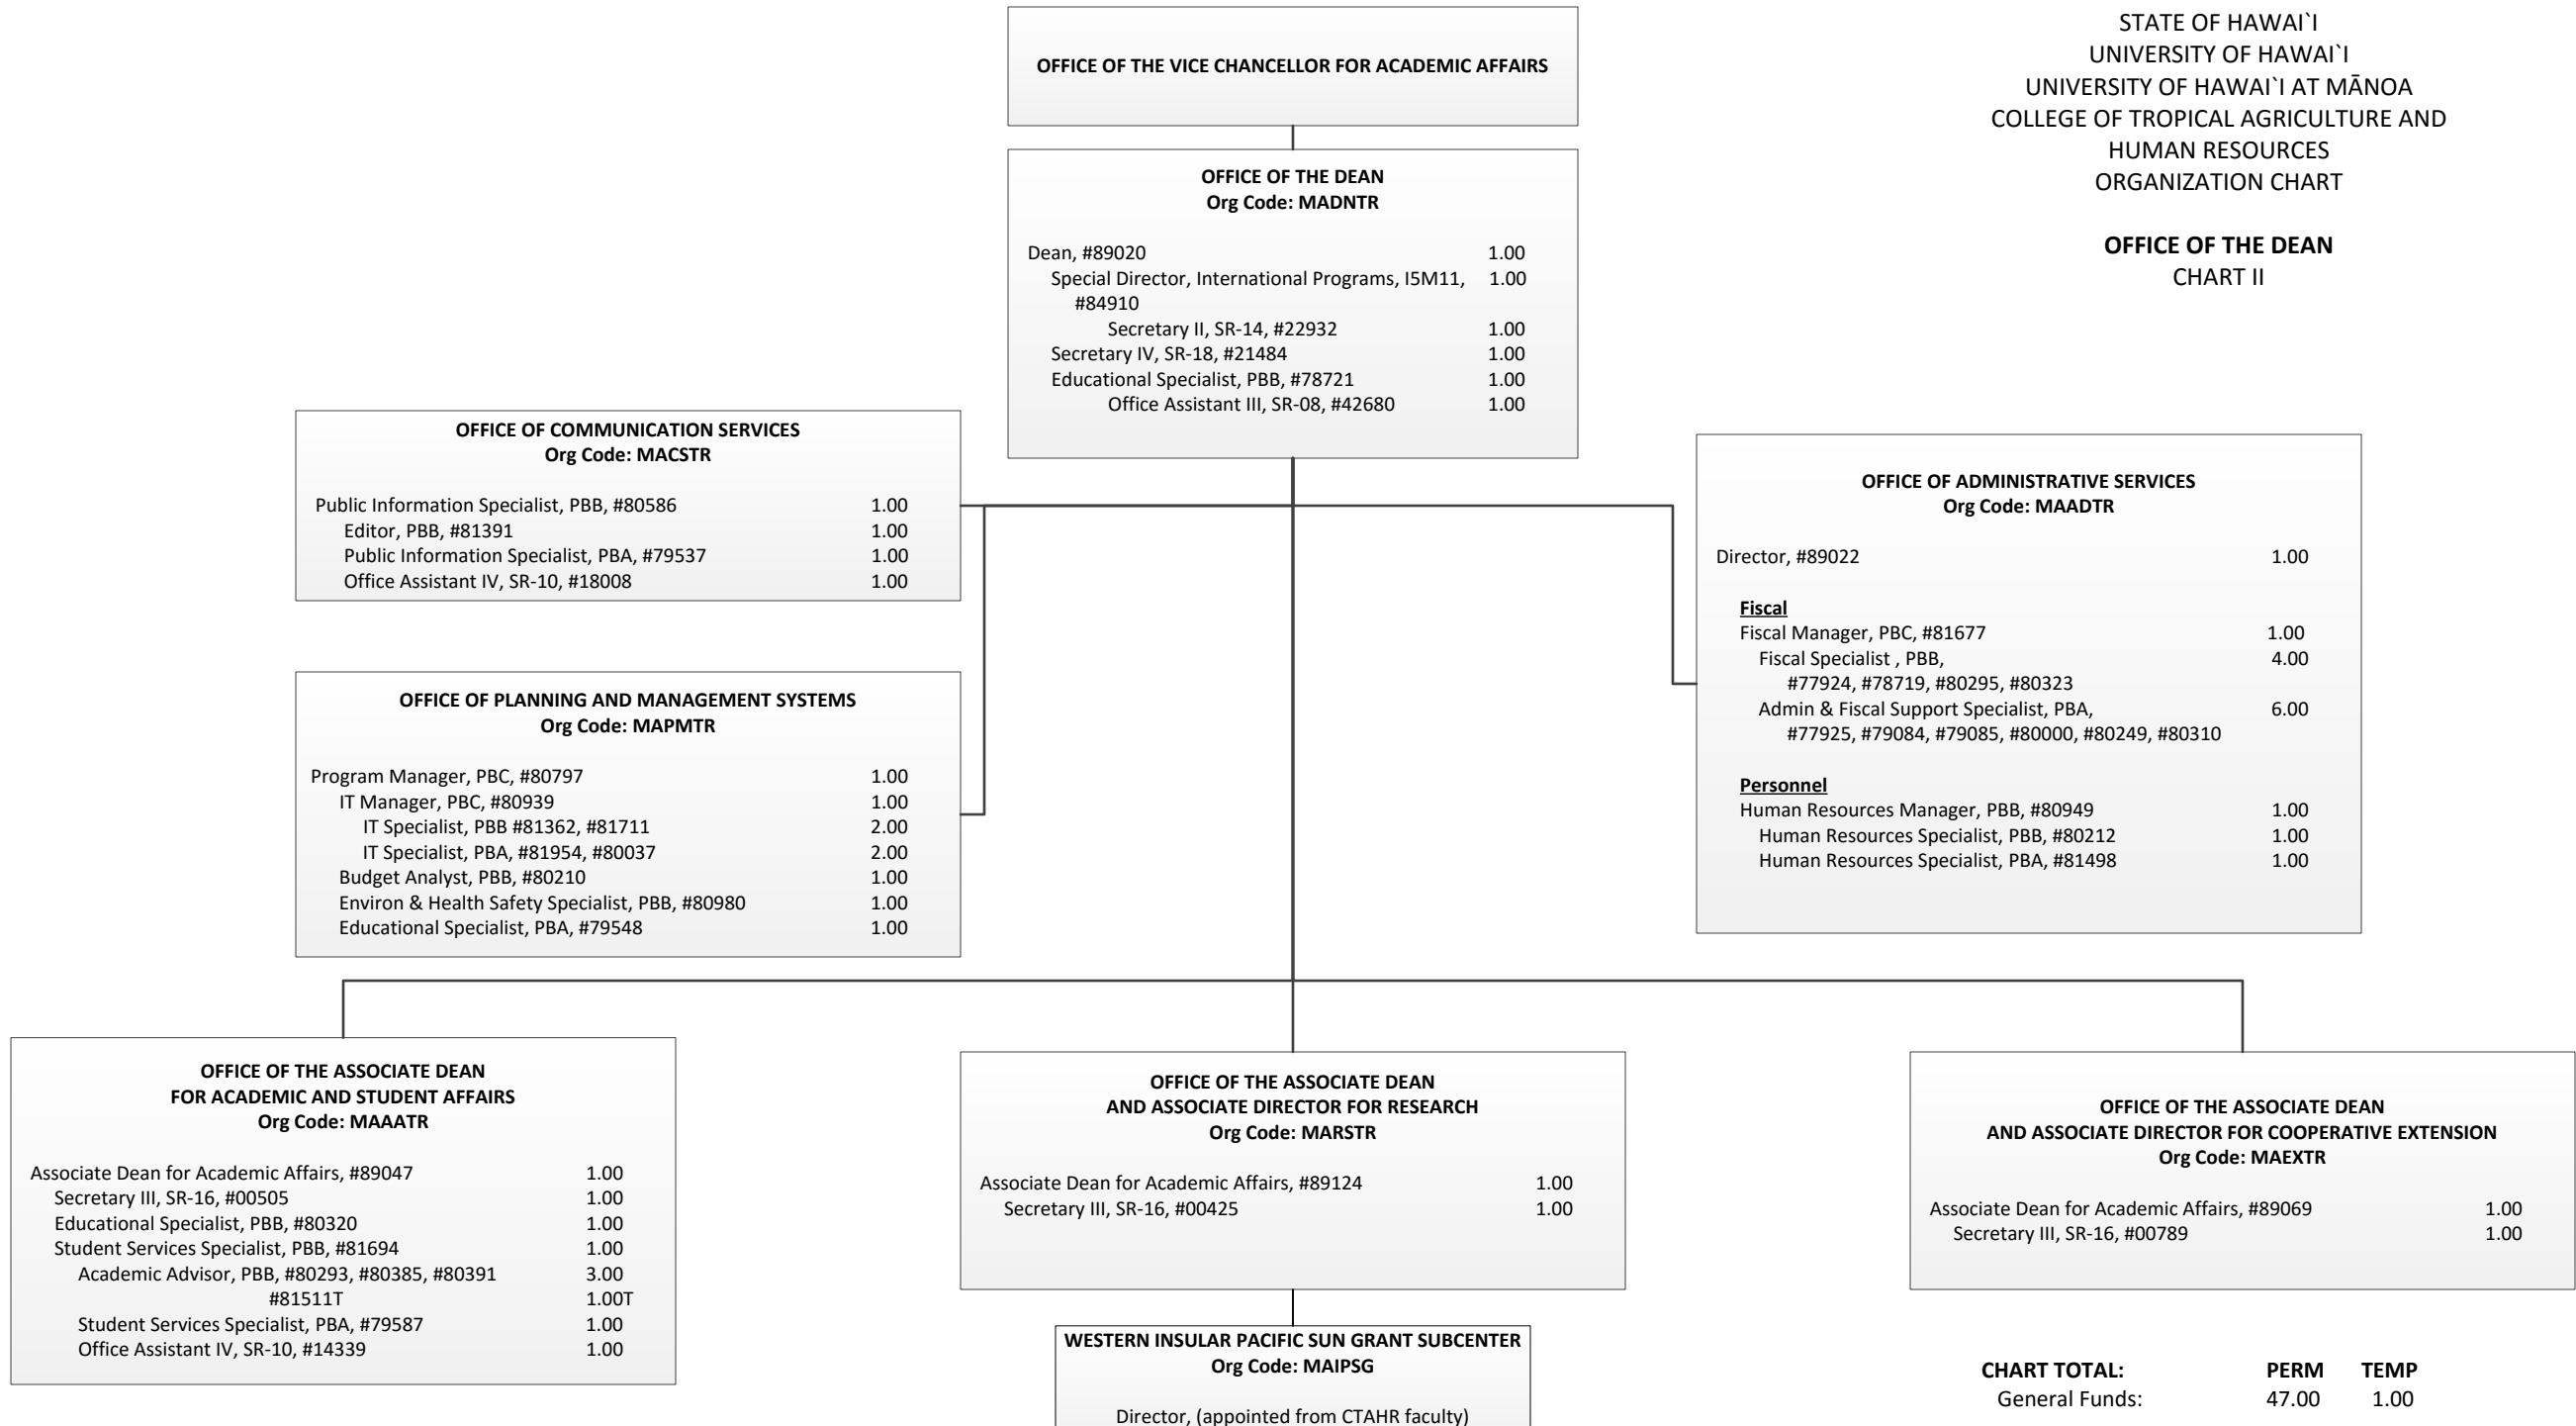 OFFICE OF THE VICE CHANCELLOR FOR ACADEMIC AFFAIRS
STATE OF HAWAI`I
UNIVERSITY OF HAWAI`I
UNIVERSITY OF HAWAI`I AT MĀNOA
COLLEGE OF TROPICAL AGRICULTURE AND
HUMAN RESOURCES
ORGANIZATION CHART
OFFICE OF THE DEAN
CHART II
OFFICE OF THE DEAN
Org Code: MADNTR
Dean, #89020 1.00
Special Director, International Programs, I5M11, 1.00
#84910
Secretary II, SR-14, #22932 1.00
Secretary IV, SR-18, #21484 1.00
Educational Specialist, PBB, #78721 1.00
Office Assistant III, SR-08, #42680 1.00
OFFICE OF COMMUNICATION SERVICES
Org Code: MACSTR
Public Information Specialist, PBB, #80586 1.00
Editor, PBB, #81391 1.00
Public Information Specialist, PBA, #79537 1.00
Office Assistant IV, SR-10, #18008 1.00
OFFICE OF ADMINISTRATIVE SERVICES
Org Code: MAADTR
Director, #89022 1.00
Fiscal
Fiscal Manager, PBC, #81677 1.00
Fiscal Specialist , PBB, 4.00
#77924, #78719, #80295, #80323
Admin & Fiscal Support Specialist, PBA, 6.00
#77925, #79084, #79085, #80000, #80249, #80310
Personnel
Human Resources Manager, PBB, #80949 1.00
Human Resources Specialist, PBB, #80212 1.00
Human Resources Specialist, PBA, #81498 1.00
OFFICE OF PLANNING AND MANAGEMENT SYSTEMS
Org Code: MAPMTR
Program Manager, PBC, #80797 1.00
IT Manager, PBC, #80939 1.00
IT Specialist, PBB #81362, #81711 2.00
IT Specialist, PBA, #81954, #80037 2.00
Budget Analyst, PBB, #80210 1.00
Environ & Health Safety Specialist, PBB, #80980 1.00
Educational Specialist, PBA, #79548 1.00
OFFICE OF THE ASSOCIATE DEAN
FOR ACADEMIC AND STUDENT AFFAIRS
Org Code: MAAATR
Associate Dean for Academic Affairs, #89047 1.00
Secretary III, SR-16, #00505 1.00
Educational Specialist, PBB, #80320 1.00
Student Services Specialist, PBB, #81694 1.00
Academic Advisor, PBB, #80293, #80385, #80391 3.00
#81511T 1.00T
Student Services Specialist, PBA, #79587 1.00
Office Assistant IV, SR-10, #14339 1.00
OFFICE OF THE ASSOCIATE DEAN
AND ASSOCIATE DIRECTOR FOR RESEARCH
Org Code: MARSTR
Associate Dean for Academic Affairs, #89124 1.00
Secretary III, SR-16, #00425 1.00
OFFICE OF THE ASSOCIATE DEAN
AND ASSOCIATE DIRECTOR FOR COOPERATIVE EXTENSION
Org Code: MAEXTR
Associate Dean for Academic Affairs, #89069 1.00
Secretary III, SR-16, #00789 1.00
WESTERN INSULAR PACIFIC SUN GRANT SUBCENTER
Org Code: MAIPSG
Director, (appointed from CTAHR faculty)
CHART TOTAL: PERM TEMP
General Funds: 47.00 1.00